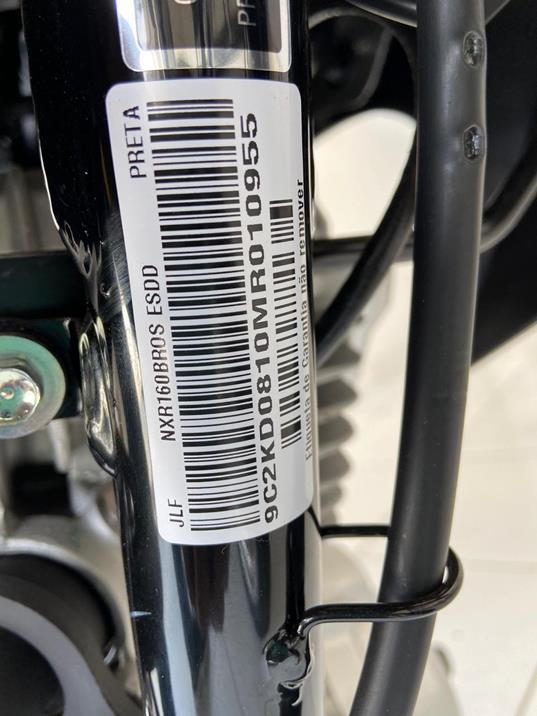 JLF NXR160BROS ESDD PRETA
9C2KD0810MR010955
Etiqueta de Garantia não remover